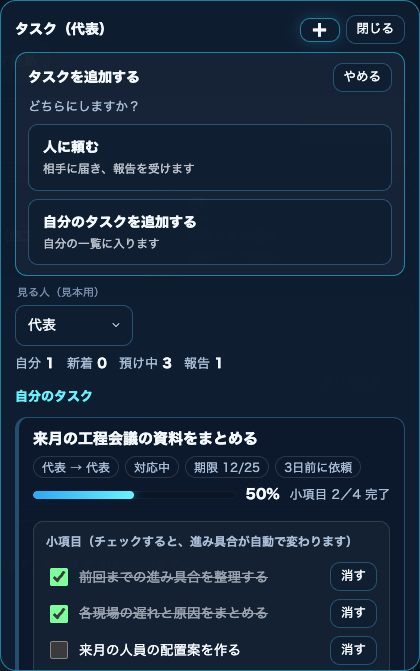 タスク（代表）
＋ 閉じる
タスクを追加する
やめる
どちらにしますか？
人に頼む
相手に届き、報告を受けます
自分のタスクを追加する
自分の一覧に入ります
見る人（見本用）
代表
自分 1 新着 0 預け中 3 報告 1
自分のタスク
来月の工程会議の資料をまとめる
代表 → 代表 対応中 期限 12/25 3日前に依頼
50% 小項目 2／4 完了
小項目（チェックすると、進み具合が自動で変わります）
前回までの進み具合を整理する 消す
各現場の遅れと原因をまとめる 消す
来月の人員の配置案を作る 消す